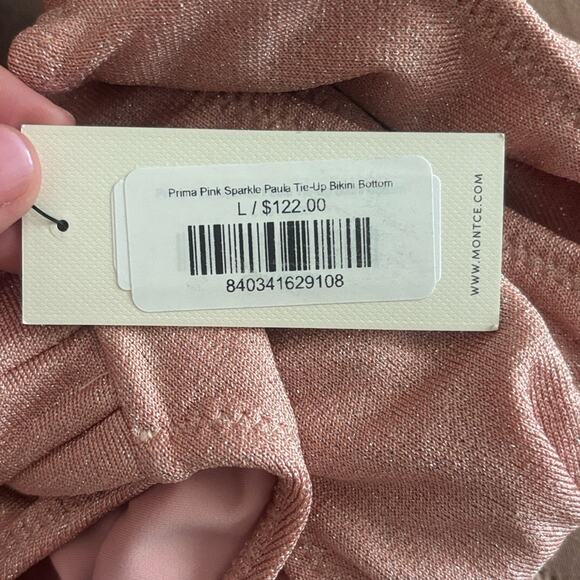 Prima Pink Sparkle Paula Tie-Up Bikini Bottom
L / $122.00
840341629108
WWW.MONTCE.COM